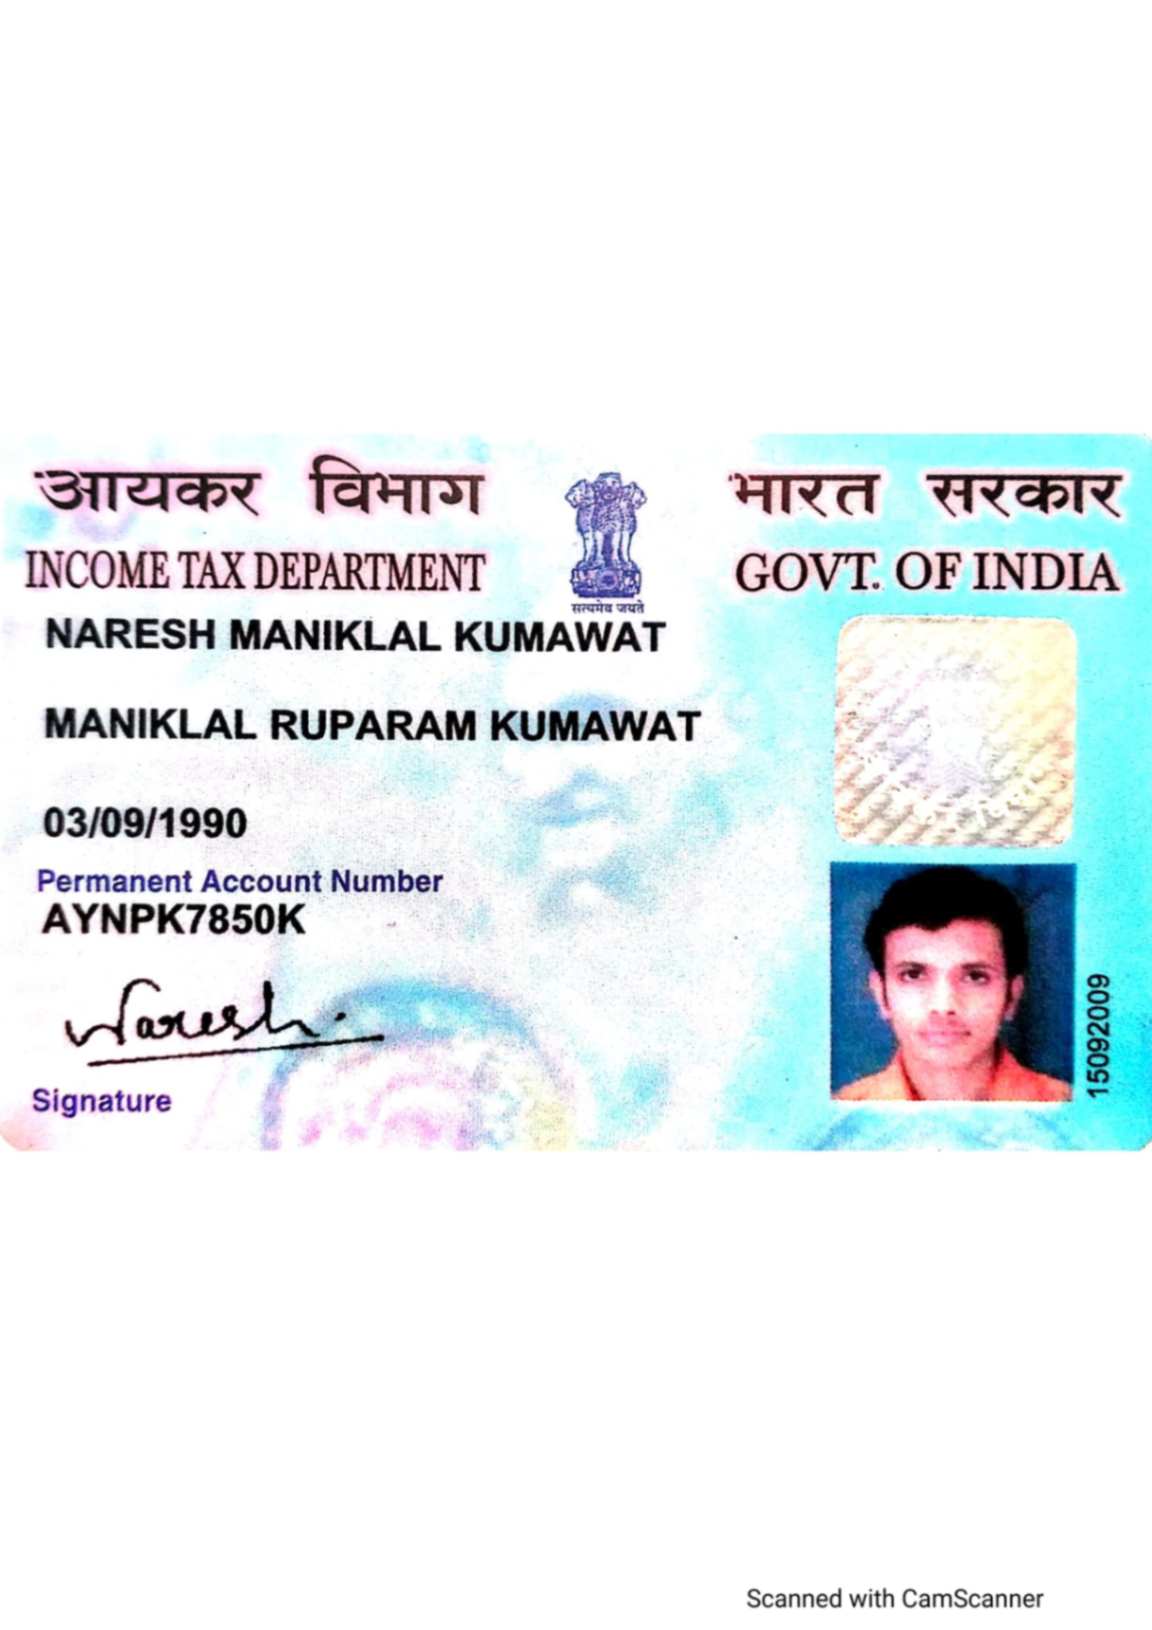 आयकर विभाग
INCOME TAX DEPARTMENT
सत्यमेव जयते
भारत सरकार
GOVT. OF INDIA
NARESH MANIKLAL KUMAWAT
MANIKLAL RUPARAM KUMAWAT
03/09/1990
Permanent Account Number
AYNPK7850K
Naresh.
Signature
15092009
Scanned with CamScanner